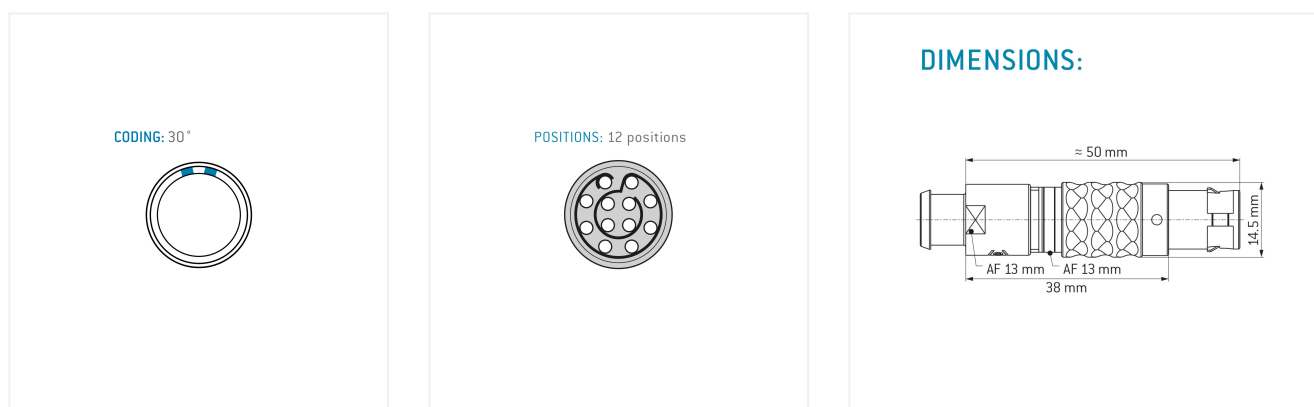 CODING: 30°
POSITIONS: 12 positions
DIMENSIONS:
≈ 50 mm
14.5 mm
AF 13 mm
AF 13 mm
38 mm